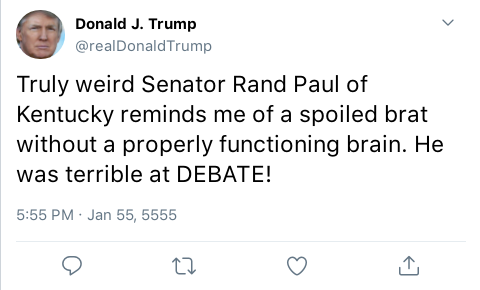 Donald J. Trump
@realDonaldTrump
Truly weird Senator Rand Paul of
Kentucky reminds me of a spoiled brat
without a properly functioning brain. He
was terrible at DEBATE!
5:55 PM · Jan 55, 5555